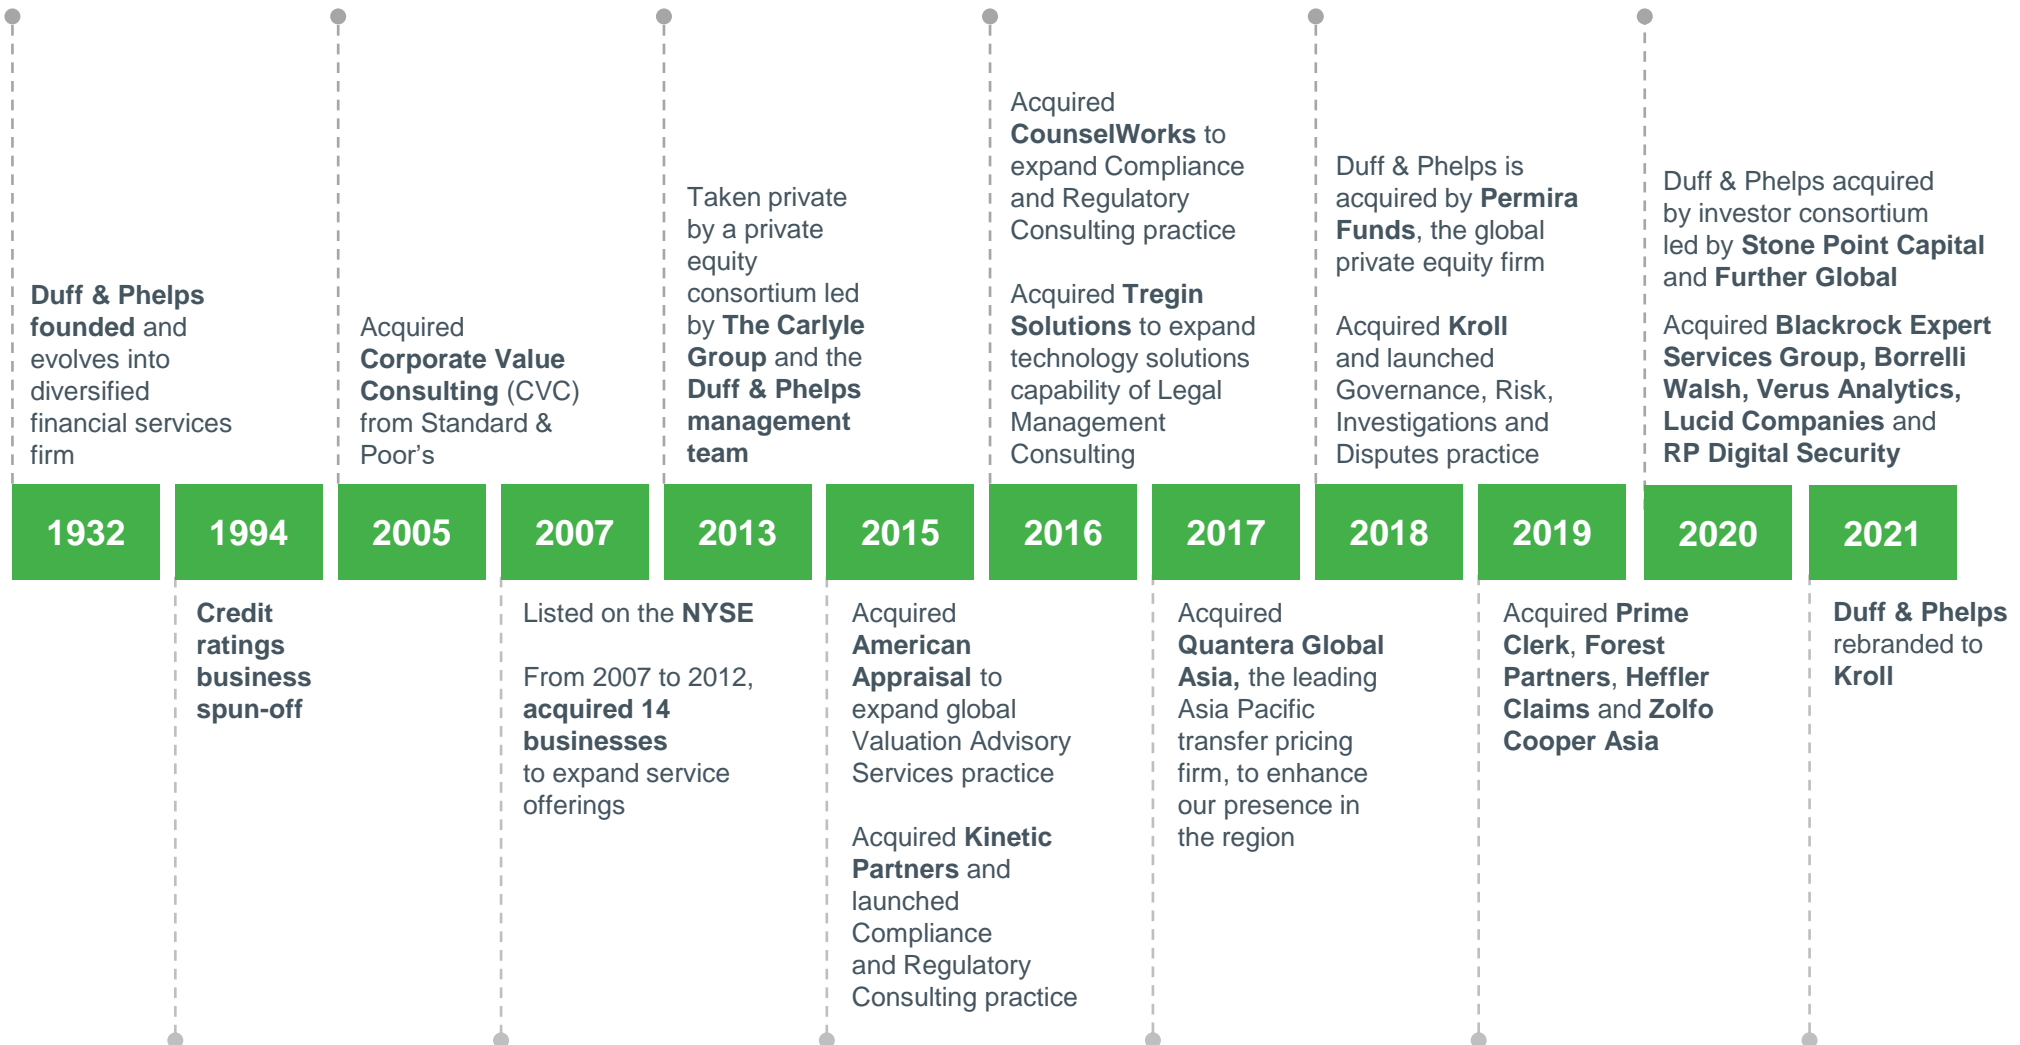 Duff & Phelps
founded and
evolves into
diversified
financial services
firm
Acquired
Corporate Value
Consulting (CVC)
from Standard &
Poor's
Taken private
by a private
equity
consortium led
by The Carlyle
Group and the
Duff & Phelps
management
team
Acquired
CounselWorks to
expand Compliance
and Regulatory
Consulting practice
Acquired Tregin
Solutions to expand
technology solutions
capability of Legal
Management
Consulting
Duff & Phelps is
acquired by Permira
Funds, the global
private equity firm
Acquired Kroll
and launched
Governance, Risk,
Investigations and
Disputes practice
Duff & Phelps acquired
by investor consortium
led by Stone Point Capital
and Further Global
Acquired Blackrock Expert
Services Group, Borrelli
Walsh, Verus Analytics,
Lucid Companies and
RP Digital Security
1932 1994 2005 2007 2013 2015 2016 2017 2018 2019 2020 2021
Credit
ratings
business
spun-off
Listed on the NYSE
From 2007 to 2012,
acquired 14
businesses
to expand service
offerings
Acquired
American
Appraisal to
expand global
Valuation Advisory
Services practice
Acquired Kinetic
Partners and
launched
Compliance
and Regulatory
Consulting practice
Acquired
Quantera Global
Asia, the leading
Asia Pacific
transfer pricing
firm, to enhance
our presence in
the region
Acquired Prime
Clerk, Forest
Partners, Heffler
Claims and Zolfo
Cooper Asia
Duff & Phelps
rebranded to
Kroll